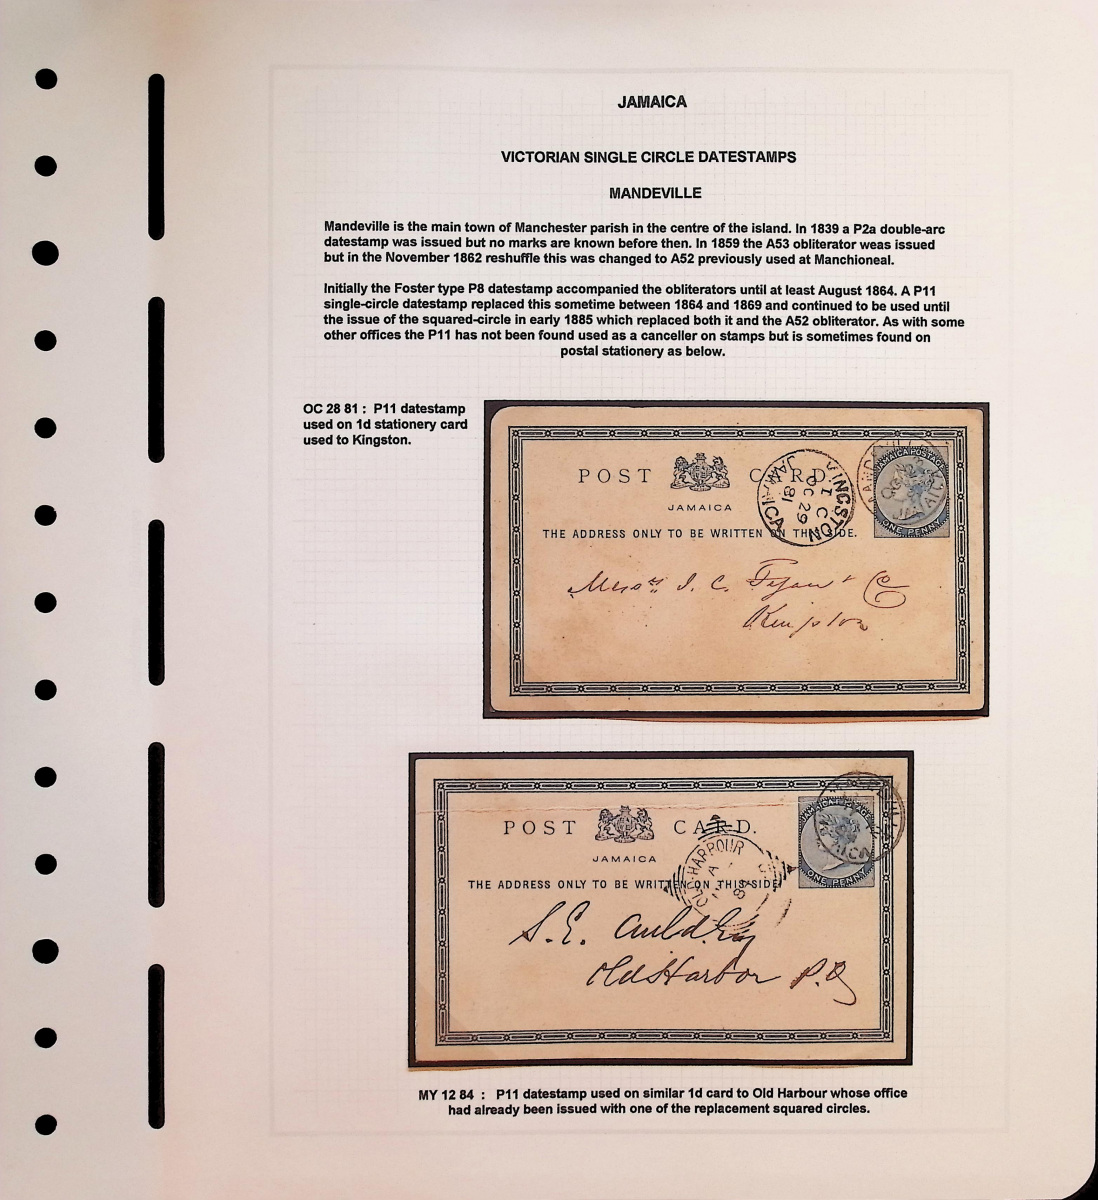 JAMAICA
VICTORIAN SINGLE CIRCLE DATESTAMPS
MANDEVILLE
Mandeville is the main town of Manchester parish in the centre of the island. In 1839 a P2a double-arc
datestamp was issued but no marks are known before then. In 1859 the A53 obliterator weas issued
but in the November 1862 reshuffle this was changed to A52 previously used at Manchioneal.
Initially the Foster type P8 datestamp accompanied the obliterators until at least August 1864. A P11
single-circle datestamp replaced this sometime between 1864 and 1869 and continued to be used until
the issue of the squared-circle in early 1885 which replaced both it and the A52 obliterator. As with some
other offices the P11 has not been found used as a canceller on stamps but is sometimes found on
postal stationery as below.
OC 28 81 : P11 datestamp
used on 1d stationery card
used to Kingston.
POST CARD.
JAMAICA
THE ADDRESS ONLY TO BE WRITTEN ON THIS SIDE.
KINGSTON
I C
OC 29
81
JAMAICA
JAMAICA POSTAGE
ONE PENNY
I. C.
Kingston
POST CARD.
JAMAICA
THE ADDRESS ONLY TO BE WRITTEN ON THIS SIDE
OLD-HARBOUR
A
JAMAICA POSTAGE
ONE PENNY
S. E. Auld. Esq
Old Harbor P.O
MY 12 84 : P11 datestamp used on similar 1d card to Old Harbour whose office
had already been issued with one of the replacement squared circles.